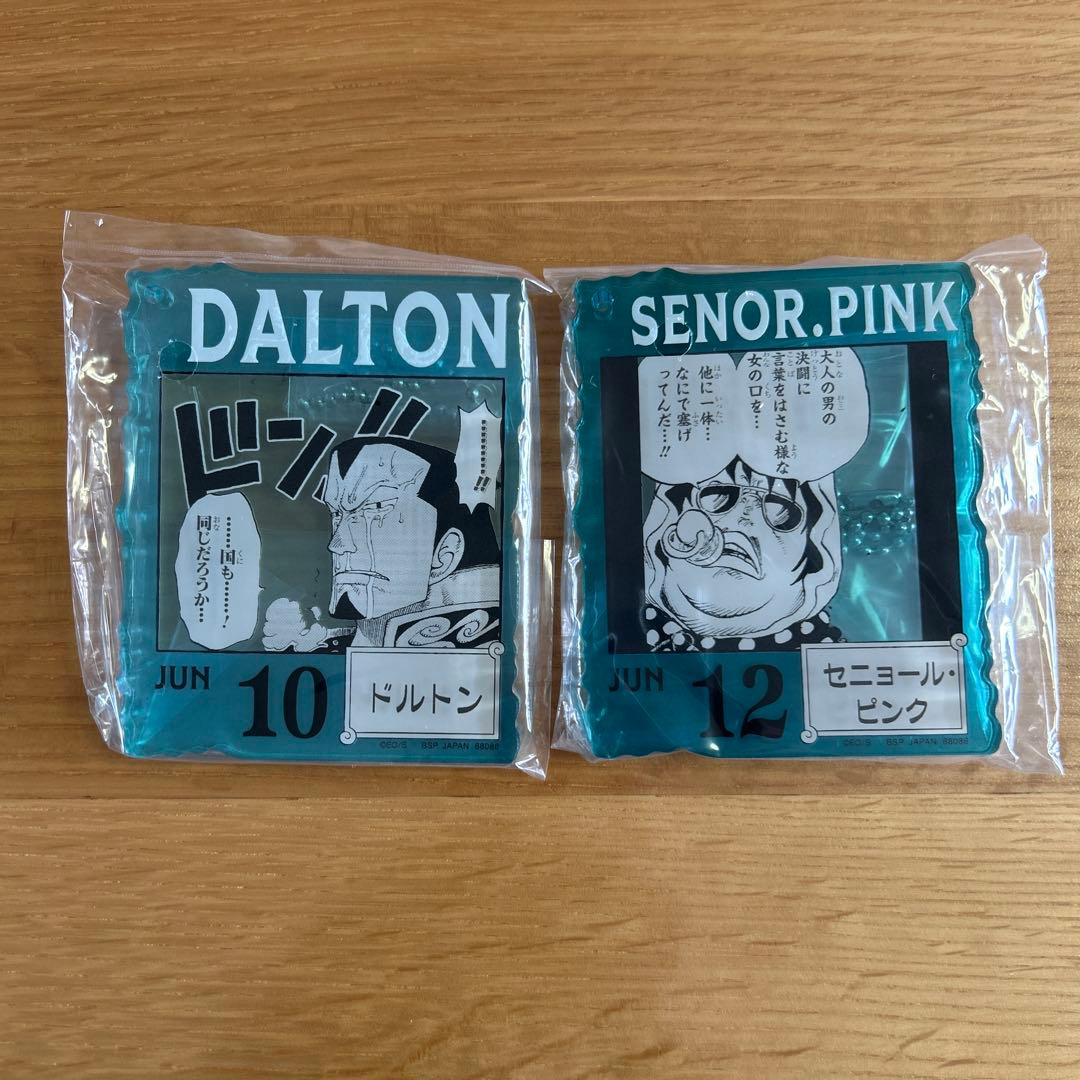 DALTON
ドン!!
…………!!
……国も……!
同じだろうか…
JUN 10
ドルトン
©EO/S BSP JAPAN 68086
SENOR.PINK
大人の男の
決闘に
言葉をはさむ様な
女の口を…
他に一体…
なにで塞げ
ってんだ…!!
JUN 12
セニョール・
ピンク
©EO/S BSP JAPAN 68086